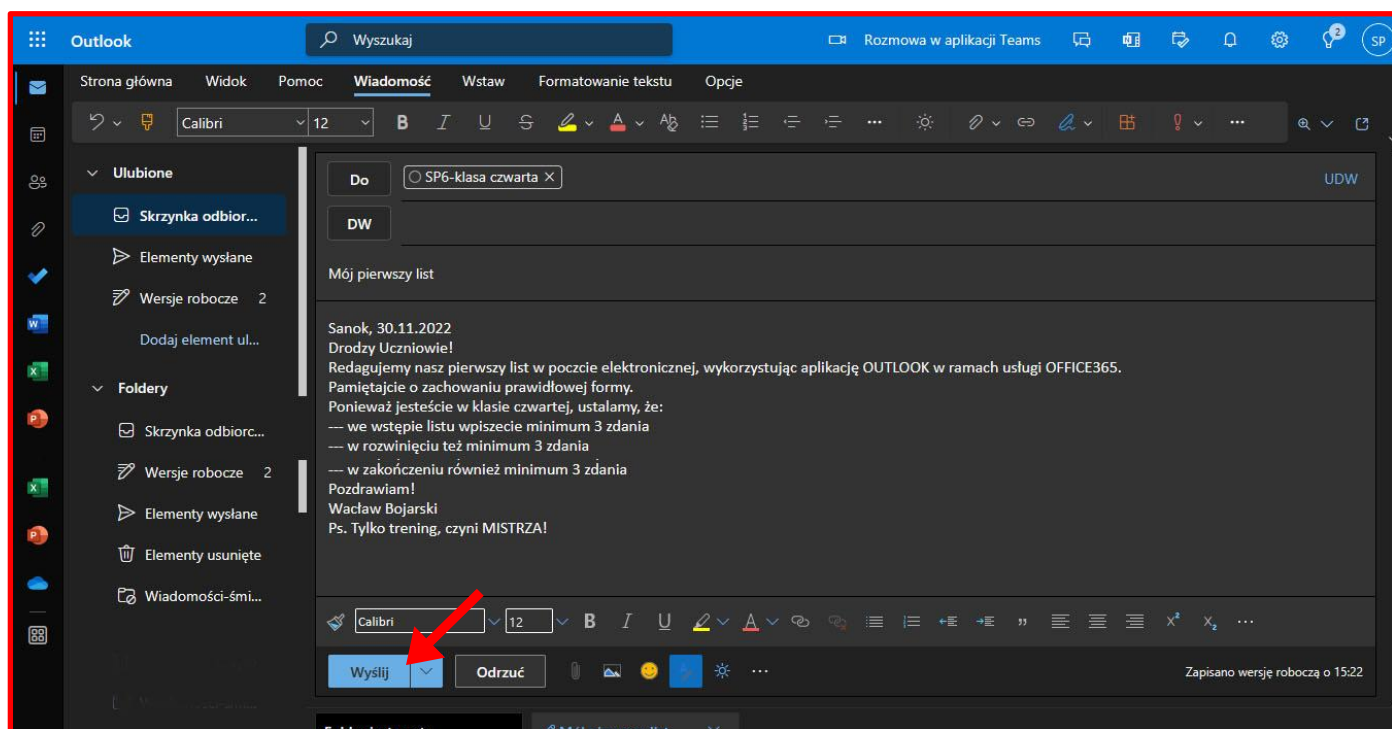 Outlook
Wyszukaj
Rozmowa w aplikacji Teams
2
SP
Strona główna Widok Pomoc Wiadomość Wstaw Formatowanie tekstu Opcje
Calibri 12
Ulubione
Skrzynka odbior...
Elementy wysłane
Wersje robocze 2
Dodaj element ul...
Foldery
Skrzynka odbiorc...
Wersje robocze 2
Elementy wysłane
Elementy usunięte
Wiadomości-śmi...
Do SP6-klasa czwarta UDW
DW
Mój pierwszy list
Sanok, 30.11.2022
Drodzy Uczniowie!
Redagujemy nasz pierwszy list w poczcie elektronicznej, wykorzystując aplikację OUTLOOK w ramach usługi OFFICE365.
Pamiętajcie o zachowaniu prawidłowej formy.
Ponieważ jesteście w klasie czwartej, ustalamy, że:
--- we wstępie listu wpiszecie minimum 3 zdania
--- w rozwinięciu też minimum 3 zdania
--- w zakończeniu również minimum 3 zdania
Pozdrawiam!
Wacław Bojarski
Ps. Tylko trening, czyni MISTRZA!
Calibri 12
Wyślij Odrzuć Zapisano wersję roboczą o 15:22